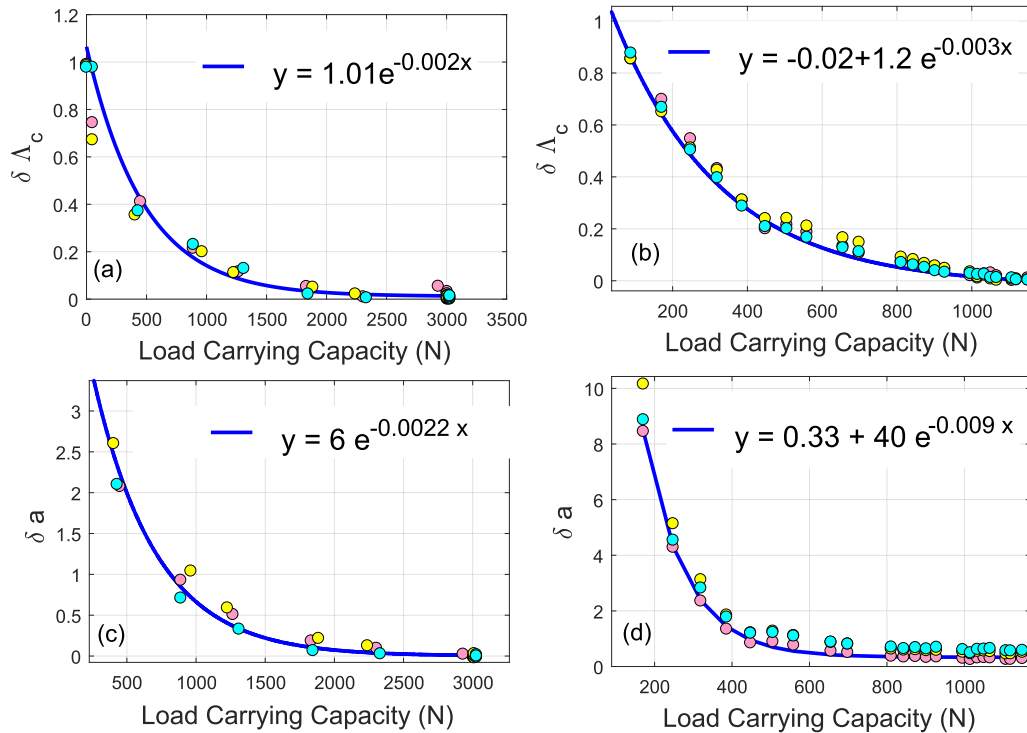 1.2
1
0.8
0.6
0.4
0.2
0
y = 1.01e^-0.002x
δ Λc
(a)
0 500 1000 1500 2000 2500 3000 3500
Load Carrying Capacity (N)
1
0.8
0.6
0.4
0.2
0
y = -0.02+1.2 e^-0.003x
δ Λc
(b)
200 400 600 800 1000
Load Carrying Capacity (N)
3
2.5
2
1.5
1
0.5
0
y = 6 e^-0.0022 x
δ a
(c)
500 1000 1500 2000 2500 3000
Load Carrying Capacity (N)
10
8
6
4
2
0
y = 0.33 + 40 e^-0.009 x
δ a
(d)
200 400 600 800 1000
Load Carrying Capacity (N)